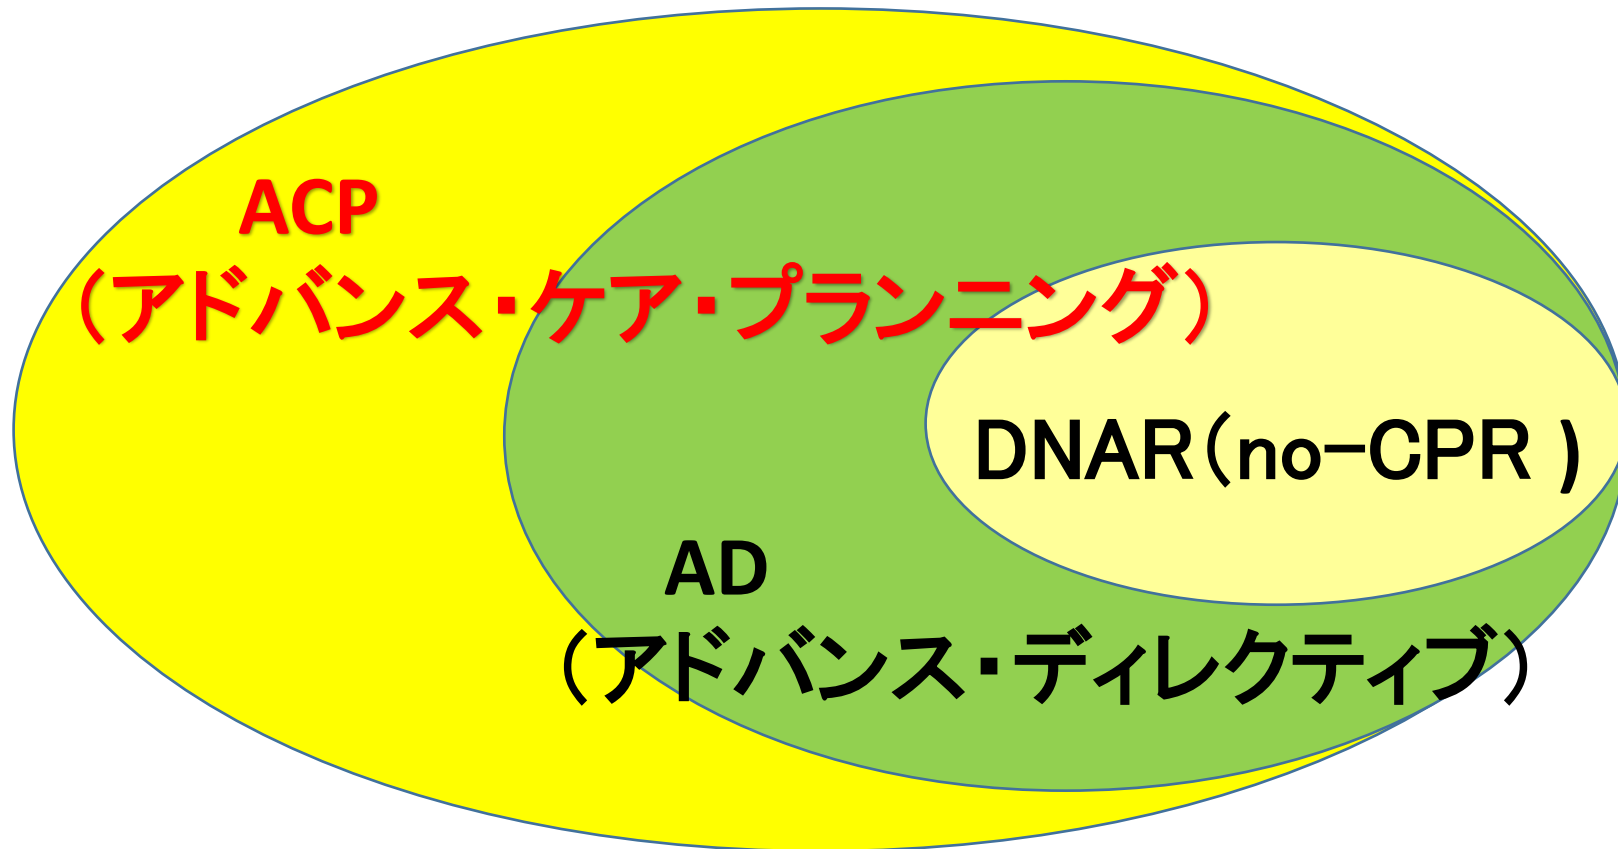 ACP
（アドバンス・ケア・プランニング）
DNAR（no-CPR )
AD
（アドバンス・ディレクティブ）